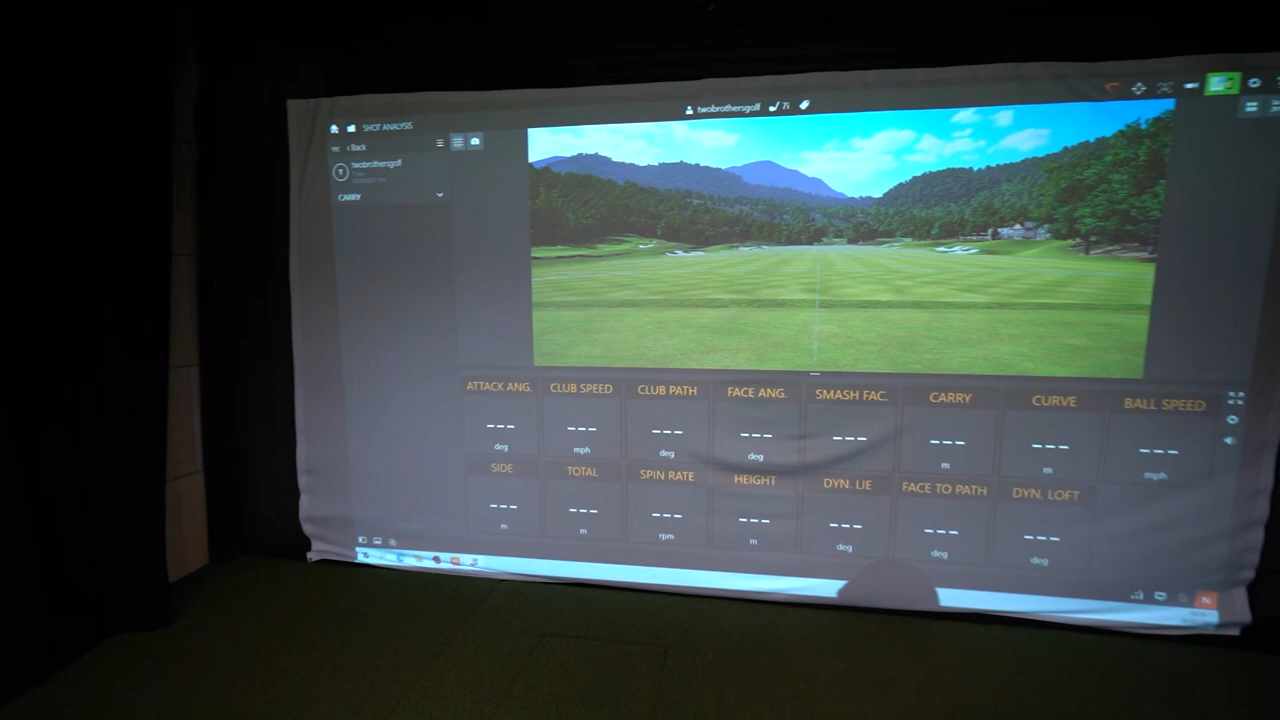 twobrothersgolf 7i
SHOT ANALYSIS
Back
twobrothersgolf
CARRY
ATTACK ANG. CLUB SPEED CLUB PATH FACE ANG. SMASH FAC. CARRY CURVE BALL SPEED
--- --- --- --- --- --- --- ---
deg mph deg deg m m mph
SIDE TOTAL SPIN RATE HEIGHT DYN. LIE FACE TO PATH DYN. LOFT
--- --- --- --- --- --- ---
m m rpm m deg deg deg
N